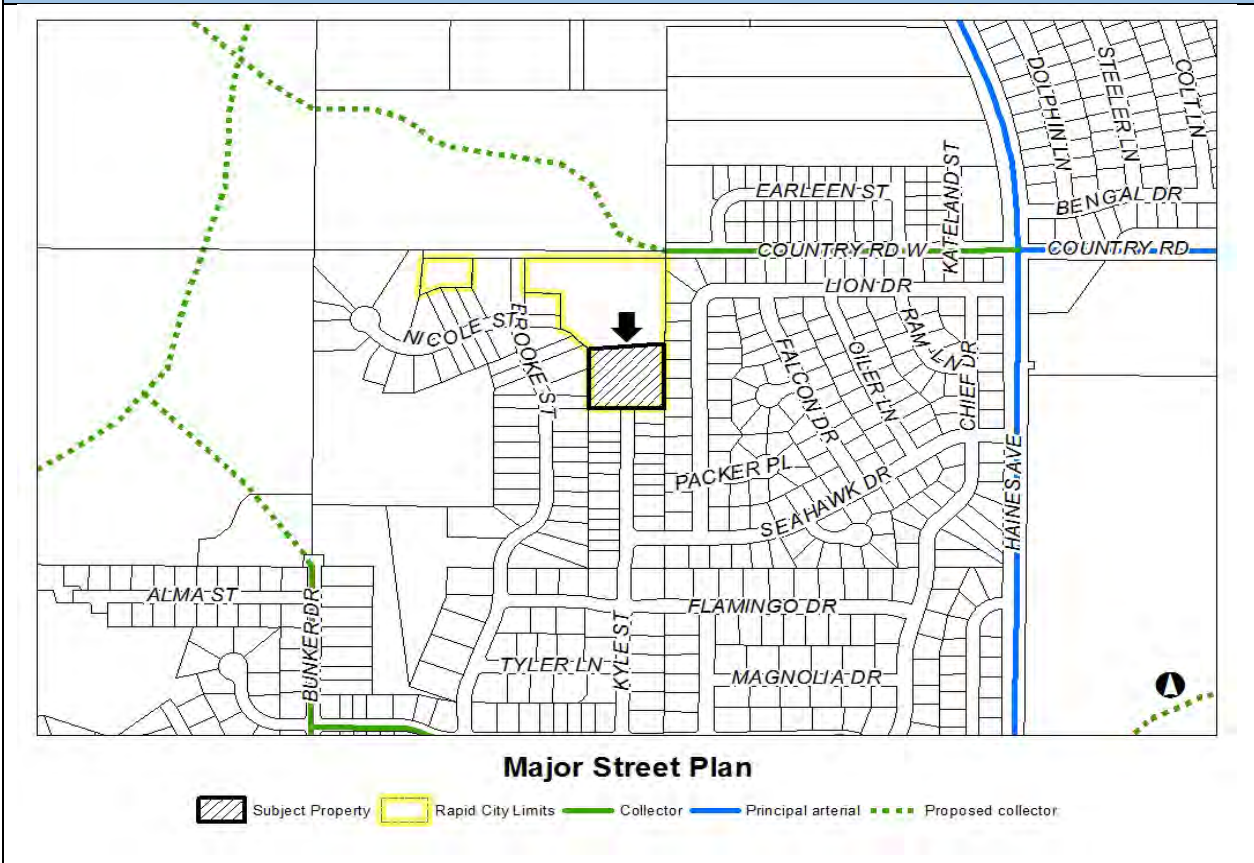 DOLPHIN LN
STEELER LN
COLT LN
KATELAND ST
EARLEEN ST
BENGAL DR
COUNTRY RD W
COUNTRY RD
LION DR
NICOLE ST
BROOKE ST
RAM LN
FALCON DR
OILER LN
CHIEF DR
HAINES AVE
PACKER PL
SEAHAWK DR
ALMA ST
BUNKER DR
FLAMINGO DR
KYLE ST
TYLER LN
MAGNOLIA DR
Major Street Plan
Subject Property Rapid City Limits Collector Principal arterial Proposed collector